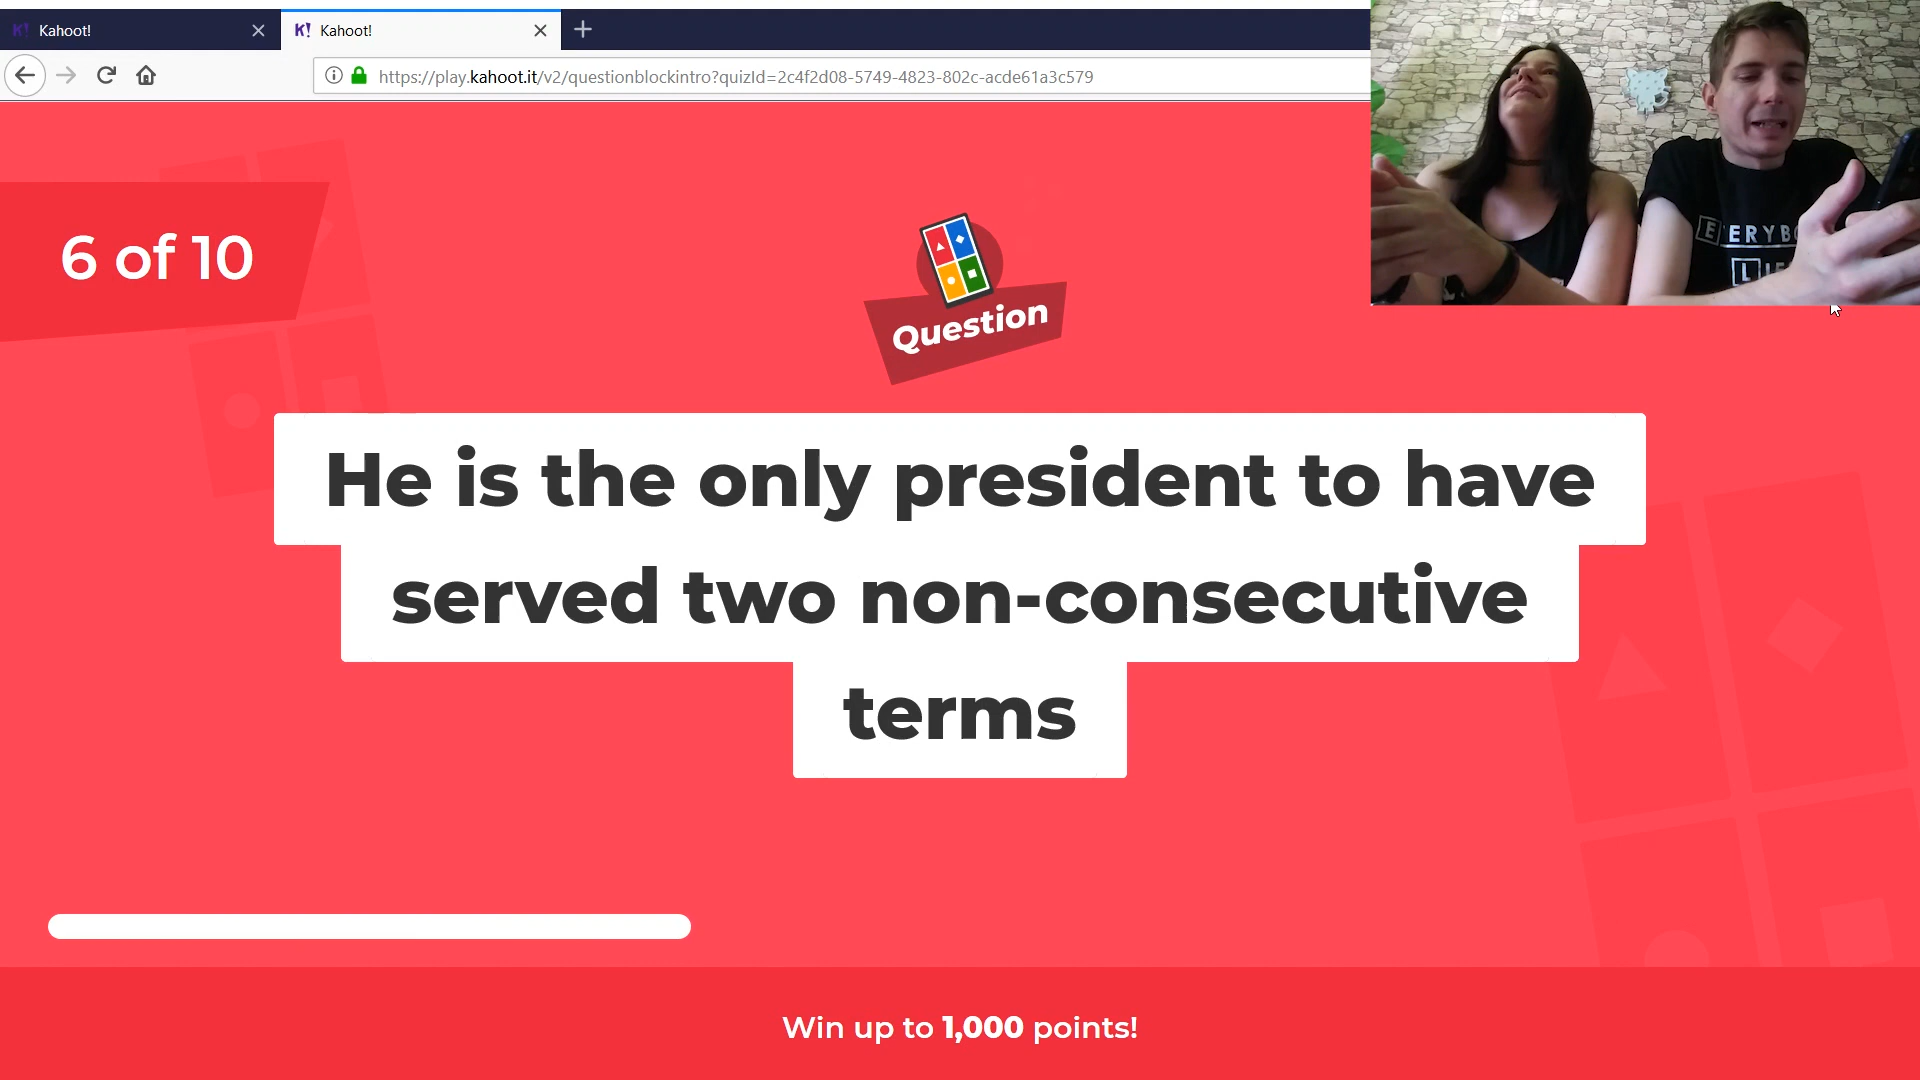 Kahoot!
Kahoot!
https://play.kahoot.it/v2/questionblockintro?quizId=2c4f2d08-5749-4823-802c-acde61a3c579
6 of 10
Question
He is the only president to have
served two non-consecutive
terms
Win up to 1,000 points!